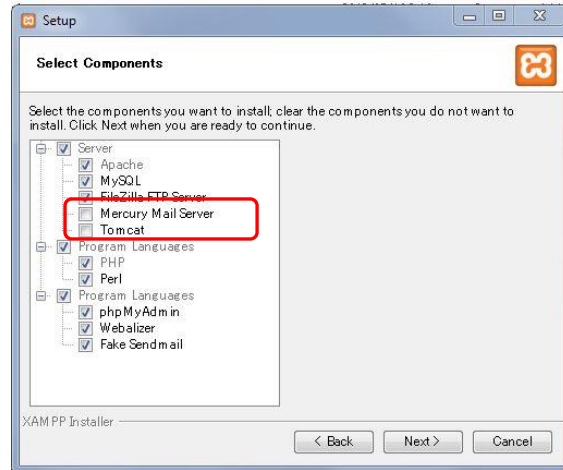 Setup
Select Components
Select the components you want to install; clear the components you do not want to
install. Click Next when you are ready to continue.
Server
Apache
MySQL
FileZilla FTP Server
Mercury Mail Server
Tomcat
Program Languages
PHP
Perl
Program Languages
phpMyAdmin
Webalizer
Fake Sendmail
XAMPP Installer
< Back Next > Cancel